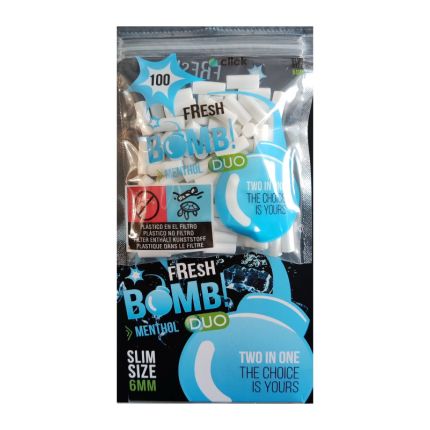 click
100
FRESH
BOMB!
MENTHOL DUO
TWO IN ONE
THE CHOICE
IS YOURS
PLÁSTICO EN EL FILTRO
PLÁSTICO NO FILTRO
FILTER ENTHÄLT KUNSTSTOFF
PLASTIQUE DANS LE FILTRE
FRESH
BOMB!
MENTHOL DUO
SLIM
SIZE
6MM
TWO IN ONE
THE CHOICE
IS YOURS